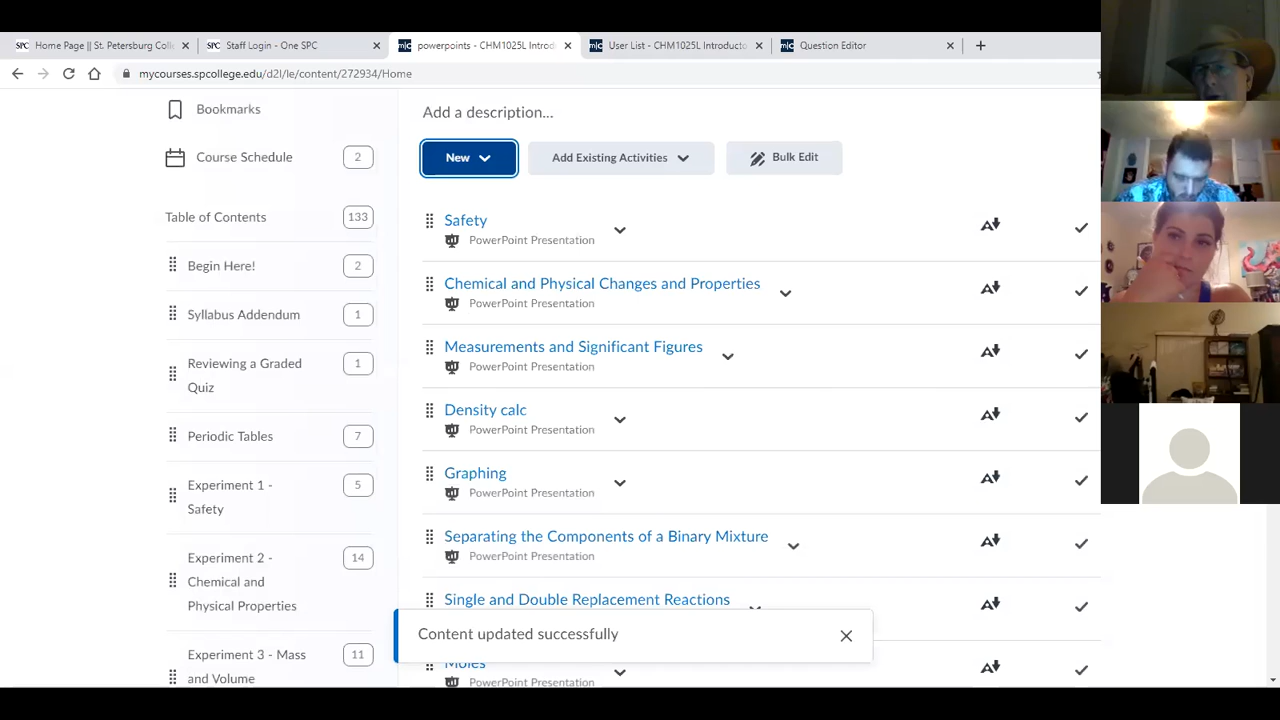 SPC Home Page || St. Petersburg Coll
SPC Staff Login - One SPC
m|c powerpoints - CHM1025L Introd
m|c User List - CHM1025L Introducto
m|c Question Editor
mycourses.spcollege.edu/d2l/le/content/272934/Home
Bookmarks
Course Schedule 2
Table of Contents 133
Begin Here! 2
Syllabus Addendum 1
Reviewing a Graded 1
Quiz
Periodic Tables 7
Experiment 1 - 5
Safety
Experiment 2 - 14
Chemical and
Physical Properties
Experiment 3 - Mass 11
and Volume
Add a description...
New
Add Existing Activities
Bulk Edit
Safety
PowerPoint Presentation
Chemical and Physical Changes and Properties
PowerPoint Presentation
Measurements and Significant Figures
PowerPoint Presentation
Density calc
PowerPoint Presentation
Graphing
PowerPoint Presentation
Separating the Components of a Binary Mixture
PowerPoint Presentation
Single and Double Replacement Reactions
Content updated successfully
Moles
PowerPoint Presentation